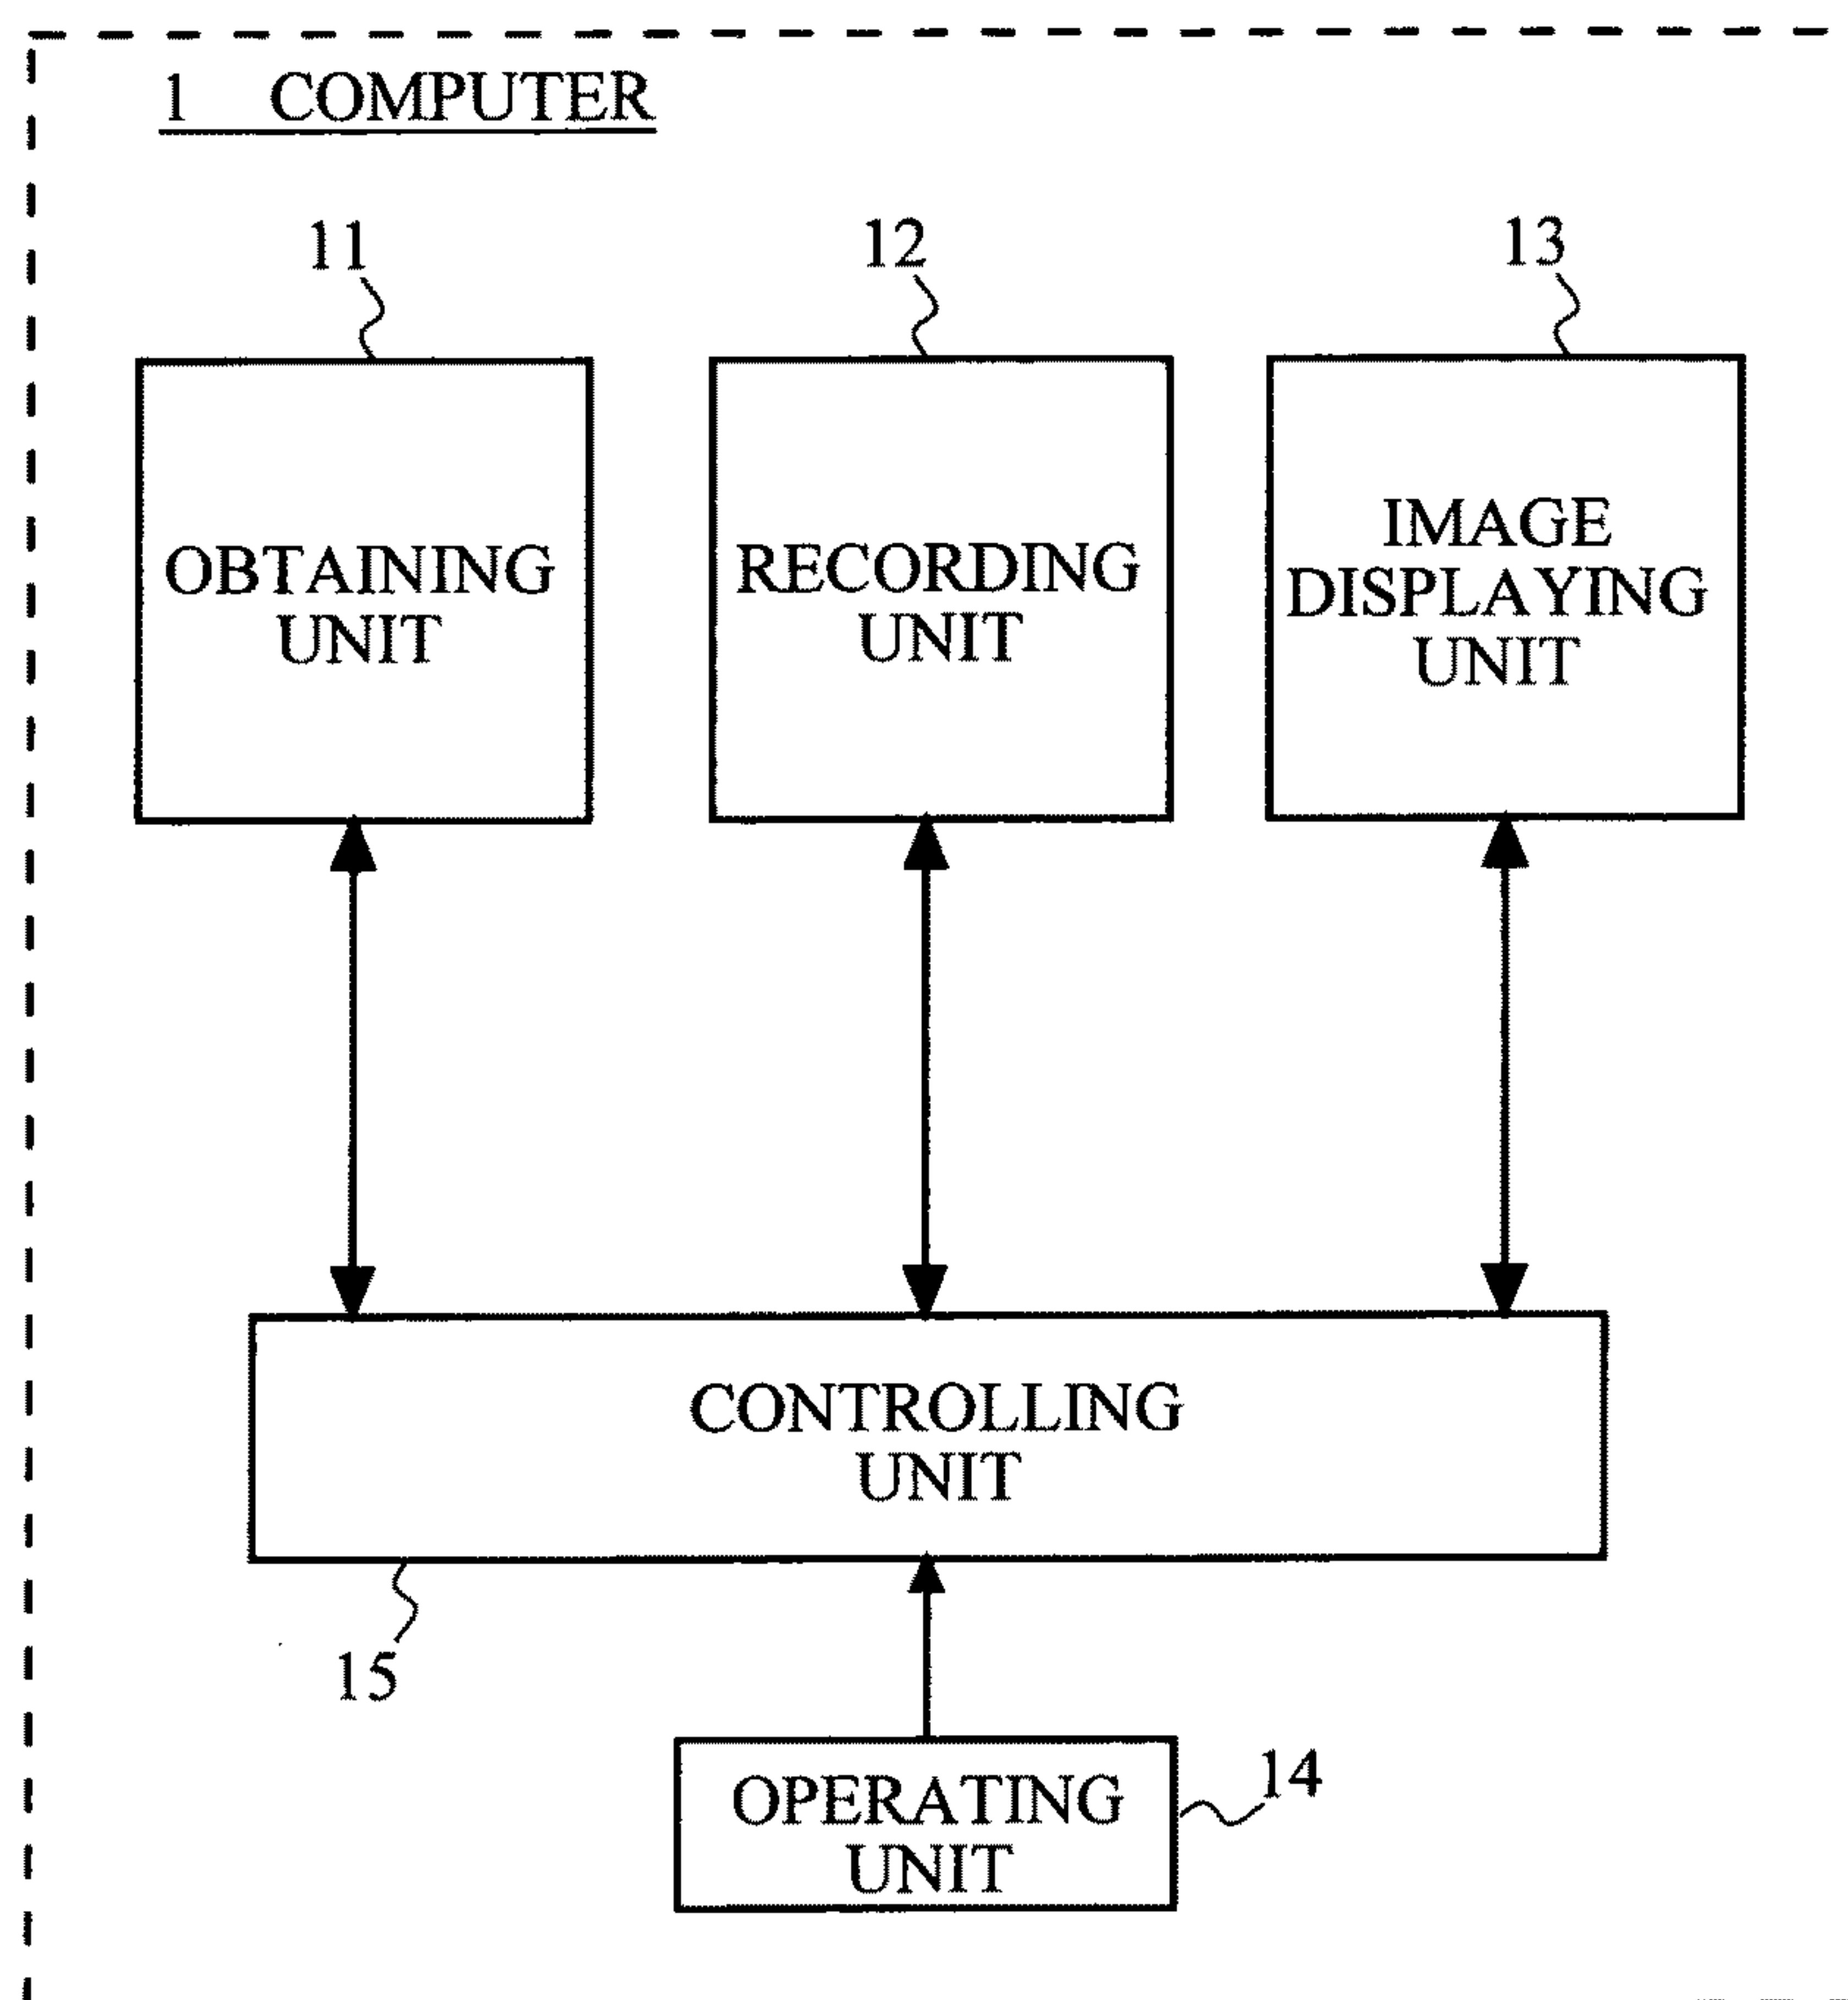 1 COMPUTER
11
12
13
OBTAINING
UNIT
RECORDING
UNIT
IMAGE
DISPLAYING
UNIT
CONTROLLING
UNIT
15
OPERATING
UNIT
14